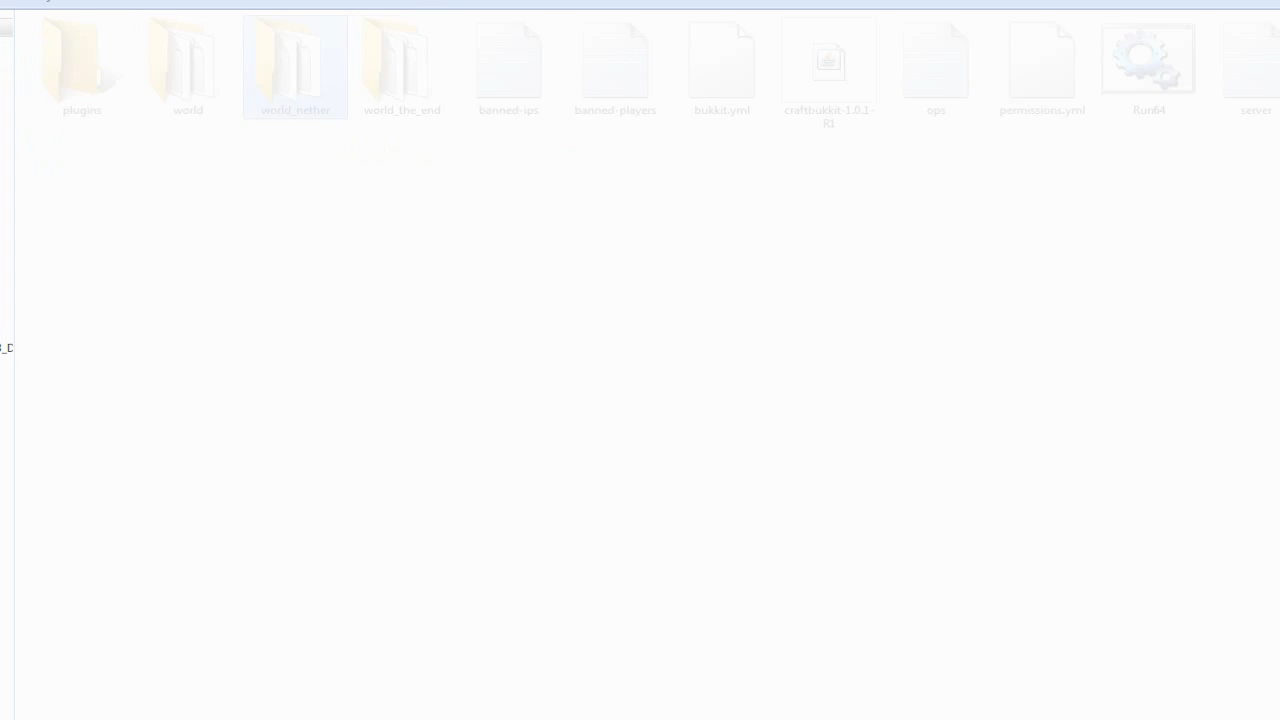 plugins
world
world_nether
world_the_end
banned-ips
banned-players
bukkit.yml
craftbukkit-1.0.1-
R1
ops
permissions.yml
Run64
server
3_D